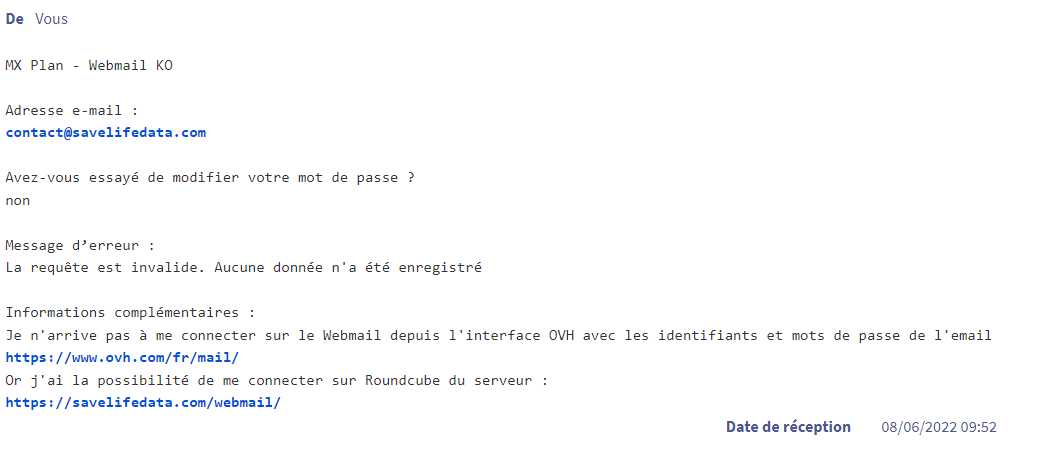 De Vous
MX Plan - Webmail KO
Adresse e-mail :
contact@savelifedata.com
Avez-vous essayé de modifier votre mot de passe ?
non
Message d’erreur :
La requête est invalide. Aucune donnée n'a été enregistré
Informations complémentaires :
Je n'arrive pas à me connecter sur le Webmail depuis l'interface OVH avec les identifiants et mots de passe de l'email
https://www.ovh.com/fr/mail/
Or j'ai la possibilité de me connecter sur Roundcube du serveur :
https://savelifedata.com/webmail/
Date de réception 08/06/2022 09:52